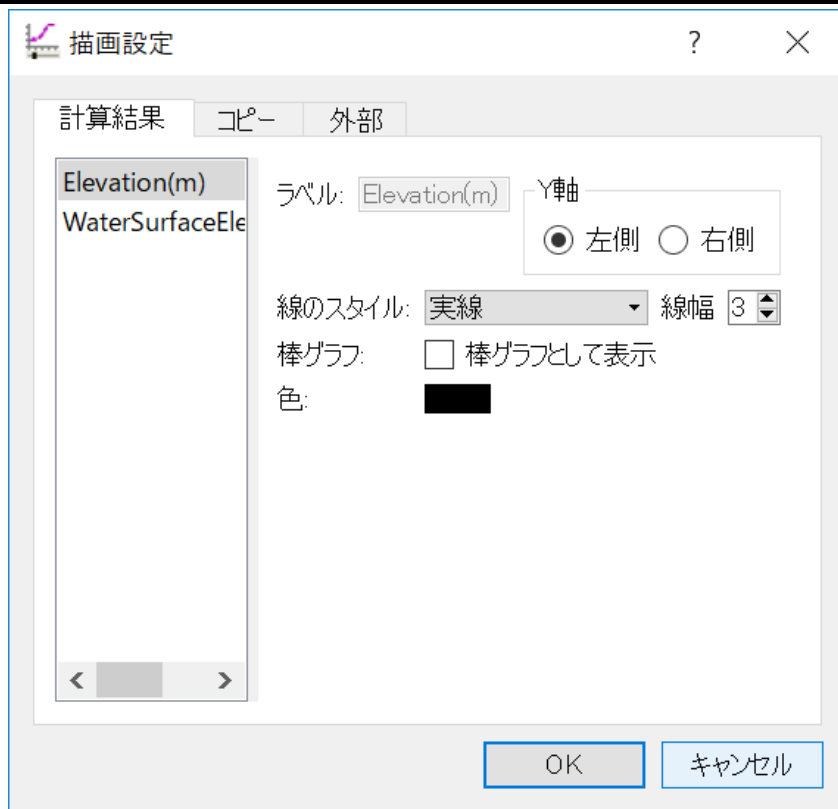 描画設定
計算結果 コピー 外部
Elevation(m)
WaterSurfaceEle
ラベル: Elevation(m)
Y軸
左側 右側
線のスタイル: 実線 線幅 3
棒グラフ: 棒グラフとして表示
色:
OK キャンセル